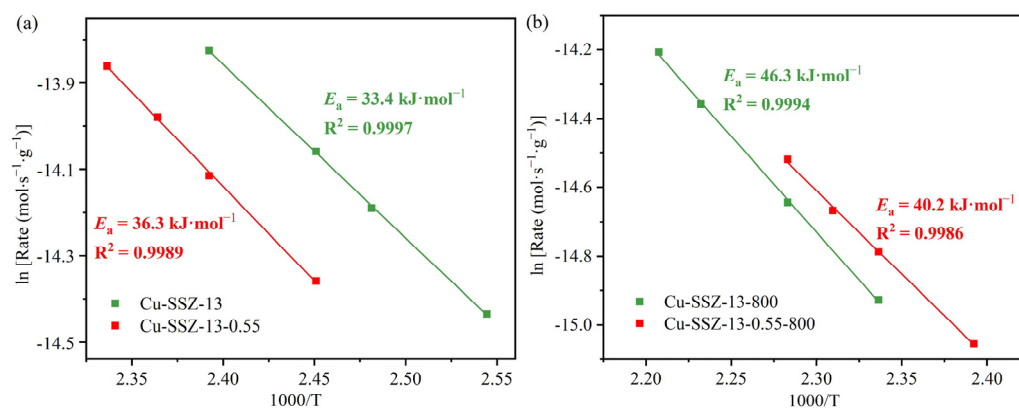 (a)
ln [Rate (mol·s⁻¹·g⁻¹)]
-13.9
-14.1
-14.3
-14.5
Eₐ = 33.4 kJ·mol⁻¹
R² = 0.9997
Eₐ = 36.3 kJ·mol⁻¹
R² = 0.9989
Cu-SSZ-13
Cu-SSZ-13-0.55
2.35 2.40 2.45 2.50 2.55
1000/T
(b)
ln [Rate (mol·s⁻¹·g⁻¹)]
-14.2
-14.4
-14.6
-14.8
-15.0
Eₐ = 46.3 kJ·mol⁻¹
R² = 0.9994
Eₐ = 40.2 kJ·mol⁻¹
R² = 0.9986
Cu-SSZ-13-800
Cu-SSZ-13-0.55-800
2.20 2.25 2.30 2.35 2.40
1000/T